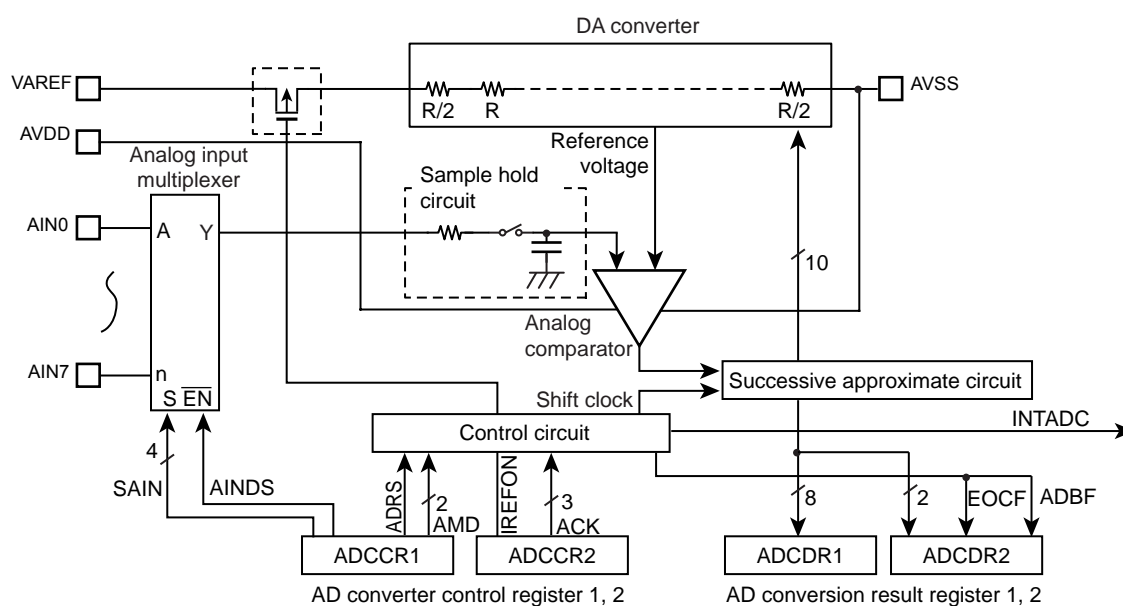 DA converter
VAREF
AVSS
R/2
R
R/2
AVDD
Reference
voltage
Analog input
multiplexer
Sample hold
circuit
AIN0
A
Y
10
Analog
comparator
AIN7
n
S EN
Successive approximate circuit
Shift clock
INTADC
Control circuit
4
SAIN
AINDS
ADRS
2
AMD
IREFON
3
ACK
8
2
EOCF
ADBF
ADCCR1
ADCCR2
ADCDR1
ADCDR2
AD converter control register 1, 2
AD conversion result register 1, 2